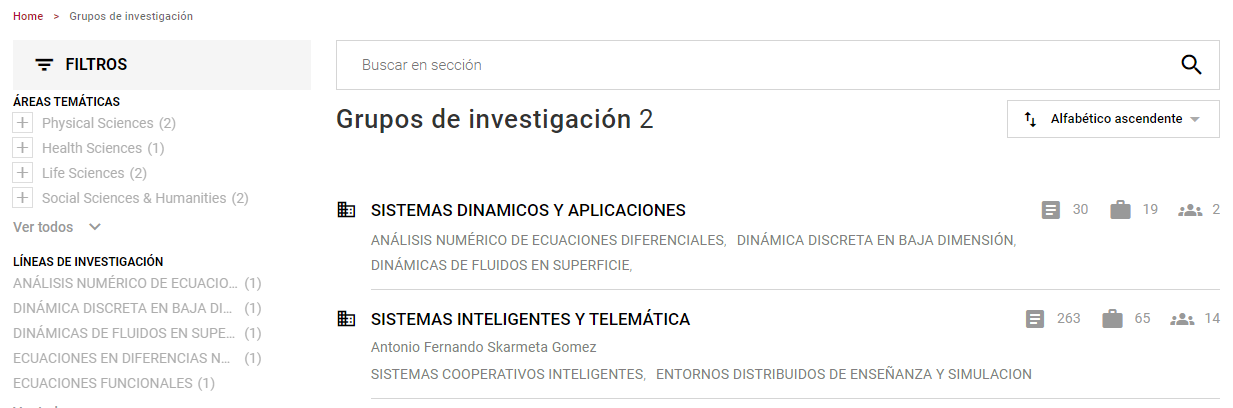 Home > Grupos de investigación
FILTROS
ÁREAS TEMÁTICAS
Physical Sciences (2)
Health Sciences (1)
Life Sciences (2)
Social Sciences & Humanities (2)
Ver todos
LÍNEAS DE INVESTIGACIÓN
ANÁLISIS NUMÉRICO DE ECUACIO... (1)
DINÁMICA DISCRETA EN BAJA DI... (1)
DINÁMICAS DE FLUIDOS EN SUPE... (1)
ECUACIONES EN DIFERENCIAS N... (1)
ECUACIONES FUNCIONALES (1)
Buscar en sección
Grupos de investigación 2
Alfabético ascendente
SISTEMAS DINAMICOS Y APLICACIONES 30 19 2
ANÁLISIS NUMÉRICO DE ECUACIONES DIFERENCIALES, DINÁMICA DISCRETA EN BAJA DIMENSIÓN,
DINÁMICAS DE FLUIDOS EN SUPERFICIE,
SISTEMAS INTELIGENTES Y TELEMÁTICA 263 65 14
Antonio Fernando Skarmeta Gomez
SISTEMAS COOPERATIVOS INTELIGENTES, ENTORNOS DISTRIBUIDOS DE ENSEÑANZA Y SIMULACION